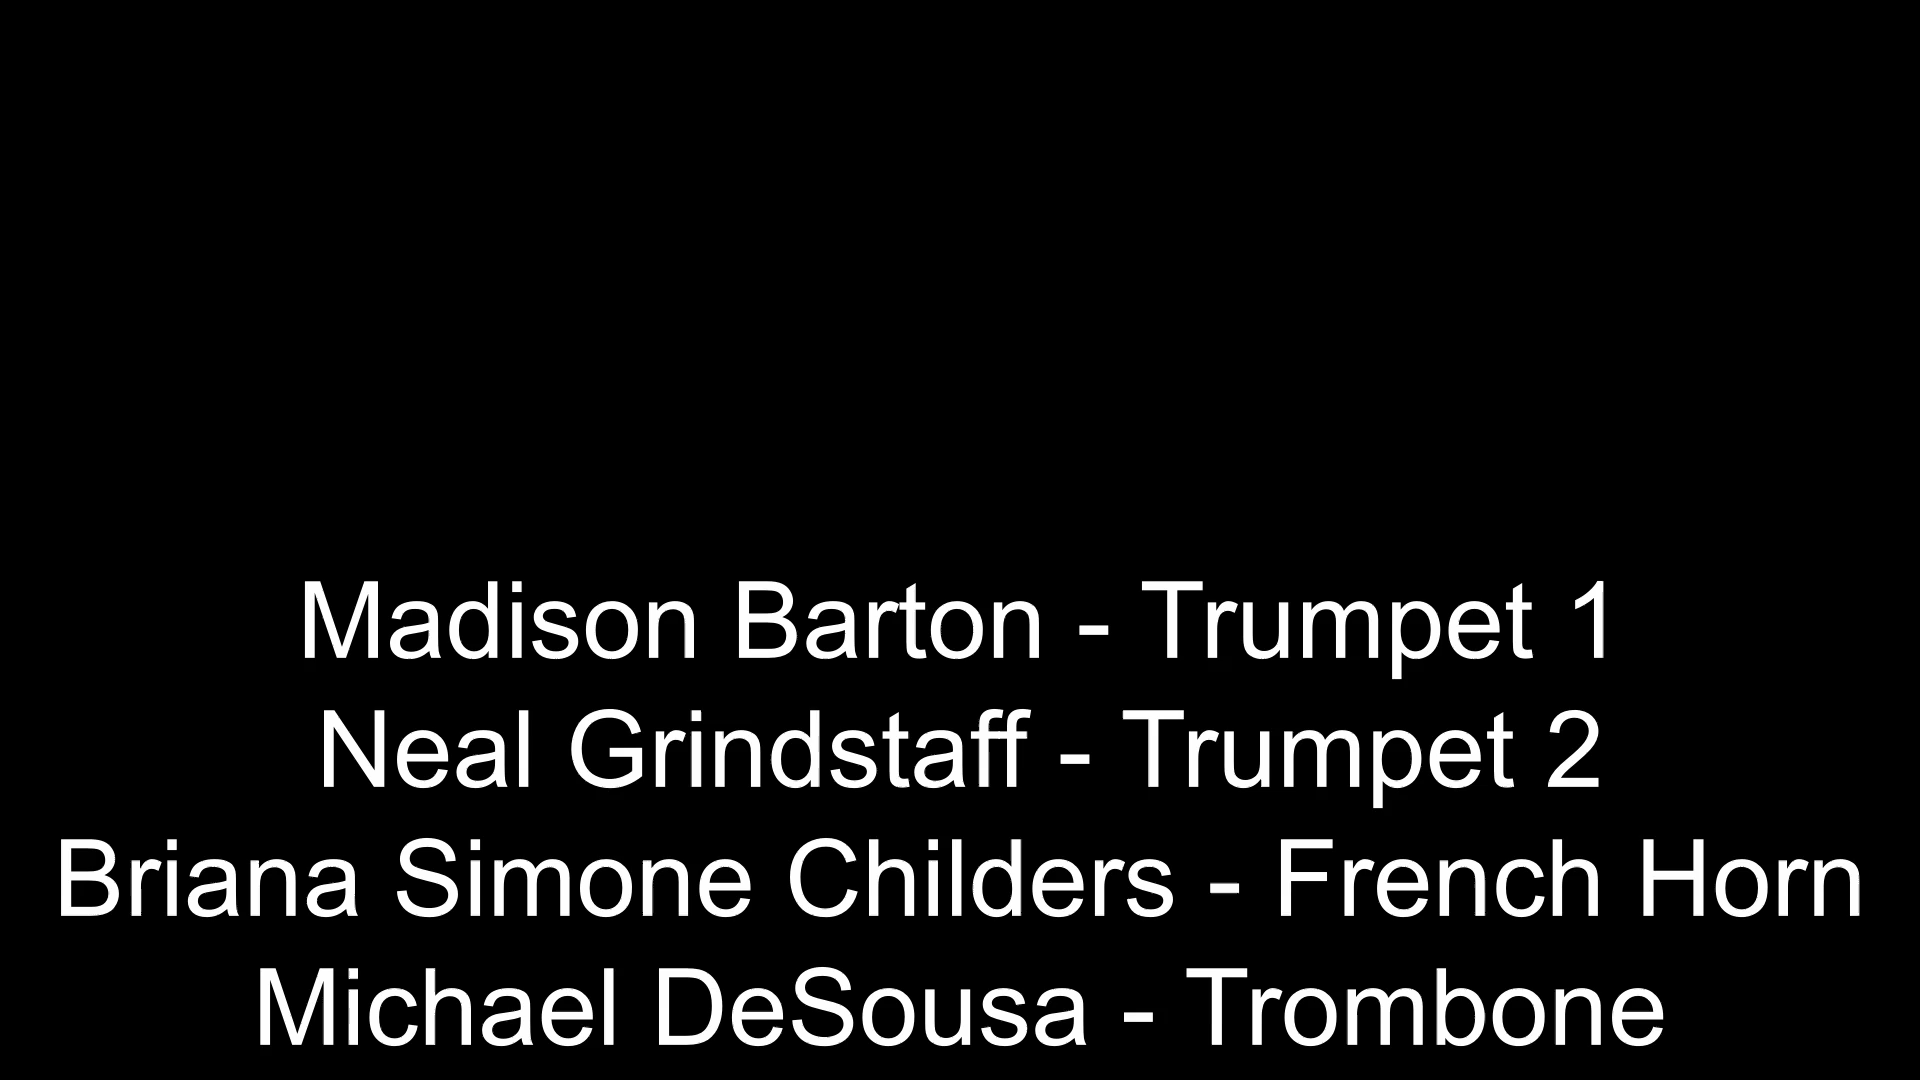 Madison Barton - Trumpet 1
Neal Grindstaff - Trumpet 2
Briana Simone Childers - French Horn
Michael DeSousa - Trombone